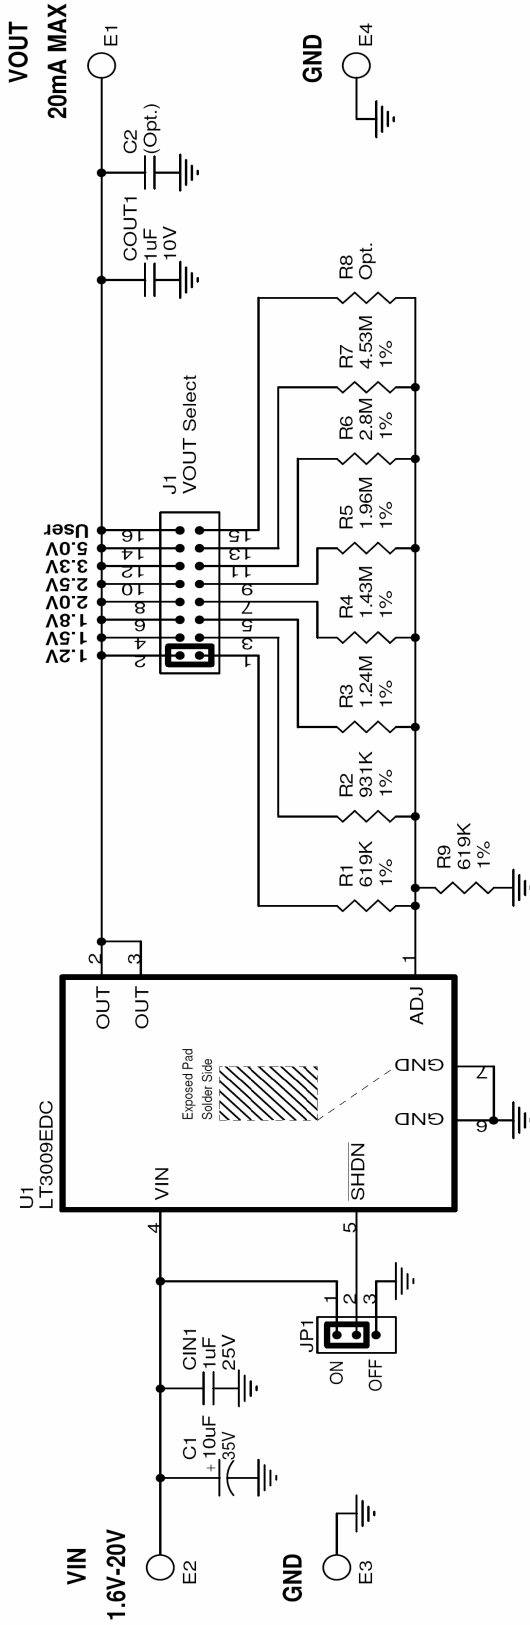 VIN
1.6V-20V
E2
GND
E3
C1
+
10uF
35V
CIN1
1uF
25V
JP1
ON
OFF
1
2
3
4
5
U1
LT3009EDC
VIN
SHDN
Exposed Pad
Solder Side
OUT
OUT
ADJ
GND
GND
6
7
2
3
1
R1
619K
1%
R9
619K
1%
R2
931K
1%
R3
1.24M
1%
R4
1.43M
1%
R5
1.96M
1%
R6
2.8M
1%
R7
4.53M
1%
R8
Opt.
1.2V
1.5V
1.8V
2.0V
2.5V
3.3V
5.0V
User
2
4
6
8
10
12
14
16
1
3
5
7
9
11
13
15
J1
VOUT Select
COUT1
1uF
10V
C2
(Opt.)
VOUT
20mA MAX
E1
GND
E4